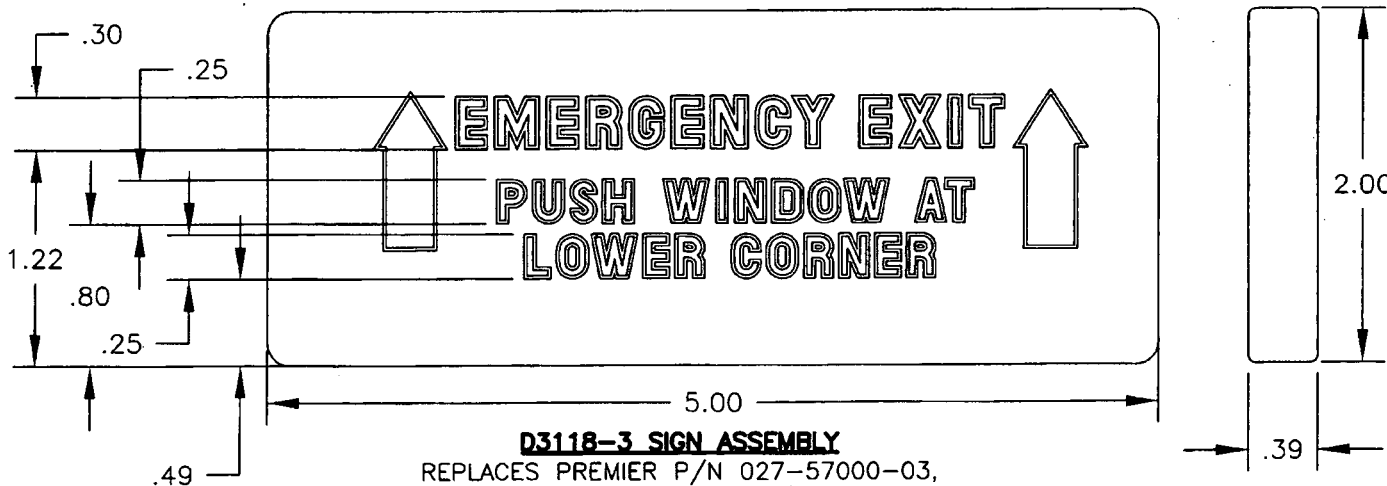 .30
.25
EMERGENCY EXIT
PUSH WINDOW AT
LOWER CORNER
2.00
1.22
.80
.25
5.00
.49
.39
D3118-3 SIGN ASSEMBLY
REPLACES PREMIER P/N 027-57000-03,